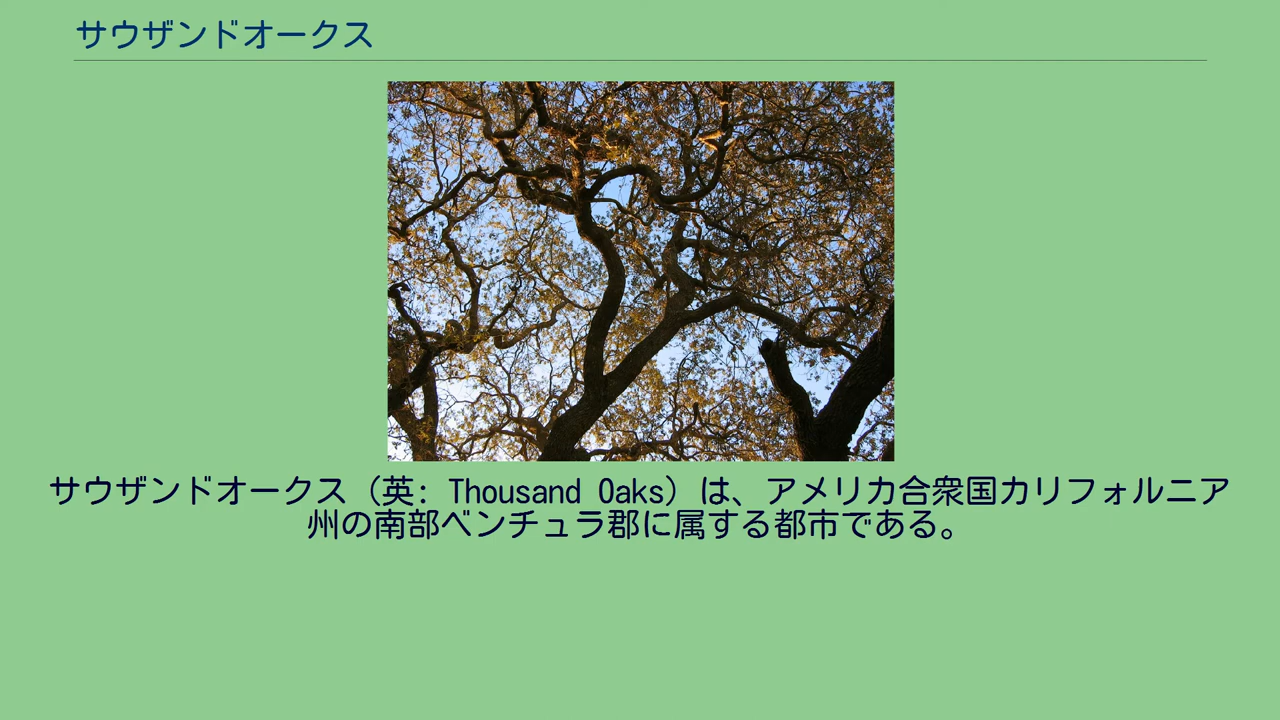 サウザンドオークス
サウザンドオークス（英: Thousand Oaks）は、アメリカ合衆国カリフォルニア
州の南部ベンチュラ郡に属する都市である。